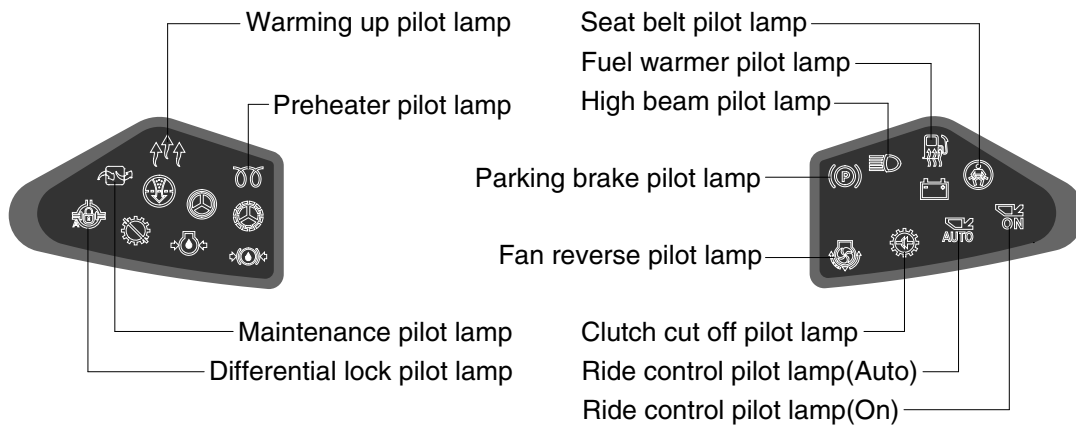 Warming up pilot lamp
Preheater pilot lamp
Maintenance pilot lamp
Differential lock pilot lamp
A
Seat belt pilot lamp
Fuel warmer pilot lamp
High beam pilot lamp
Parking brake pilot lamp
Fan reverse pilot lamp
Clutch cut off pilot lamp
Ride control pilot lamp(Auto)
Ride control pilot lamp(On)
P
ON
AUTO